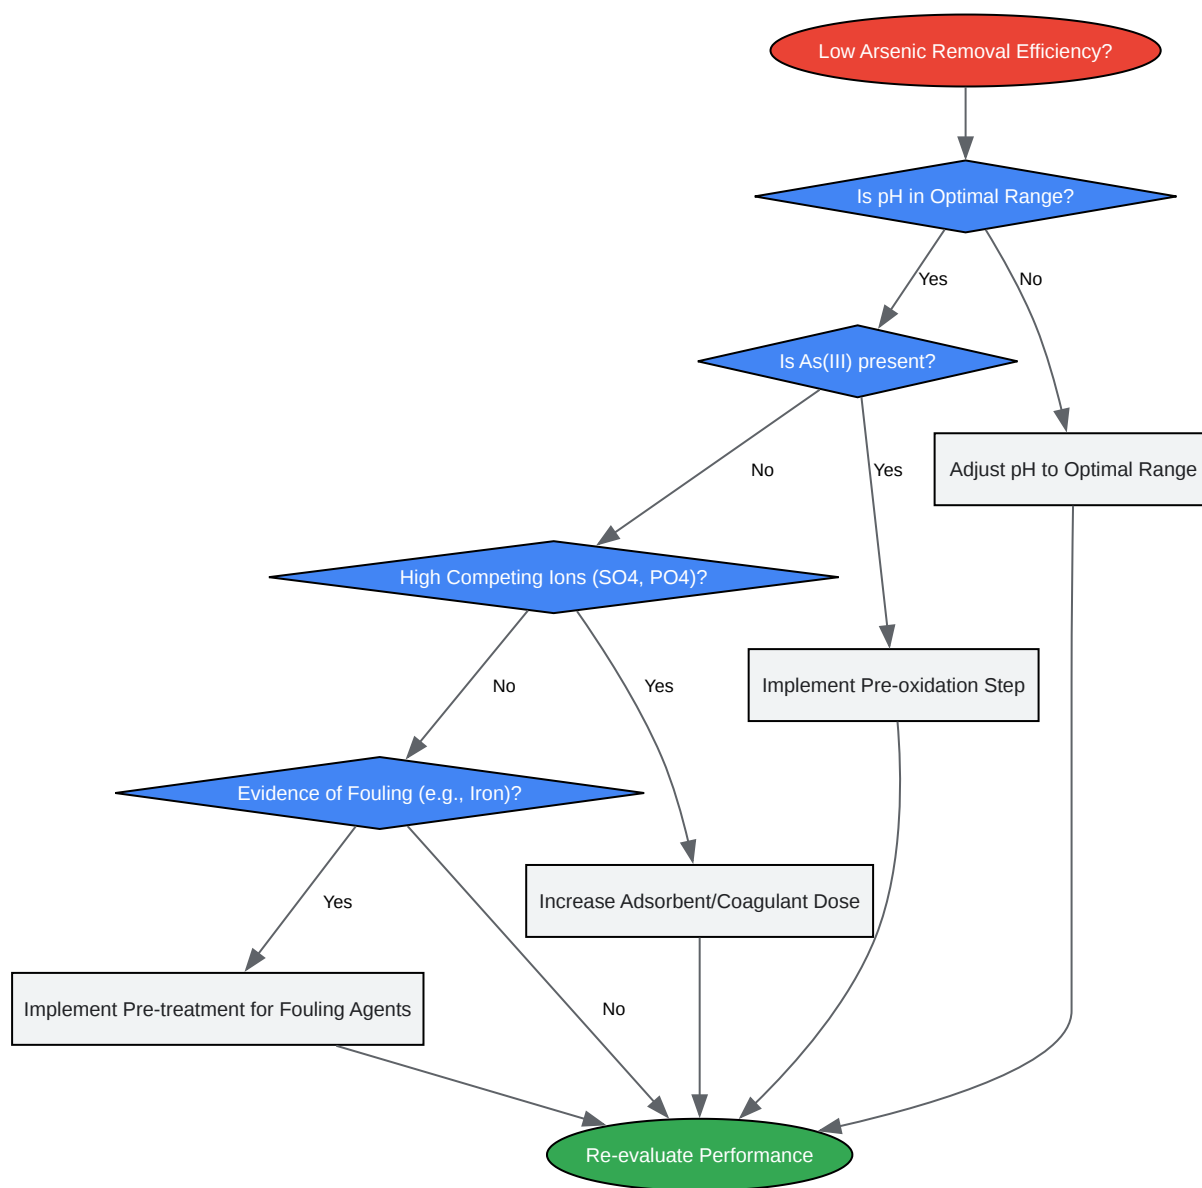 Low Arsenic Removal Efficiency?
Is pH in Optimal Range?
Yes
No
Is As(III) present?
No
Yes
Adjust pH to Optimal Range
High Competing Ions (SO4, PO4)?
No
Yes
Implement Pre-oxidation Step
Evidence of Fouling (e.g., Iron)?
Yes
No
Increase Adsorbent/Coagulant Dose
Implement Pre-treatment for Fouling Agents
Re-evaluate Performance